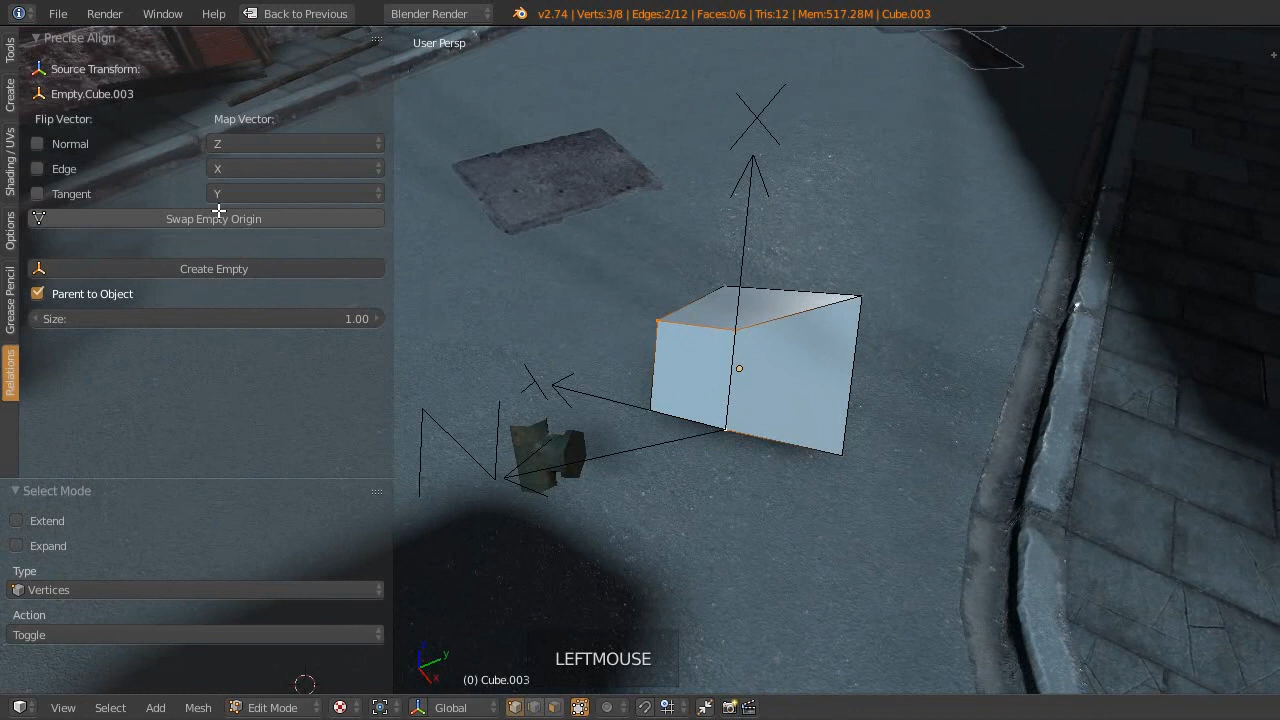 File Render Window Help Back to Previous Blender Render v2.74 | Verts:3/8 | Edges:2/12 | Faces:0/6 | Tris:12 | Mem:517.28M | Cube.003
Precise Align
User Persp
Source Transform:
Empty.Cube.003
Flip Vector: Map Vector:
Normal Z
Edge X
Tangent Y
Swap Empty Origin
Create Empty
Parent to Object
Size: 1.00
Tools
Create
Shading / UVs
Options
Grease Pencil
Relations
X
Select Mode
Extend
Expand
Type
Vertices
Action
Toggle
LEFTMOUSE
(0) Cube.003
View Select Add Mesh Edit Mode Global